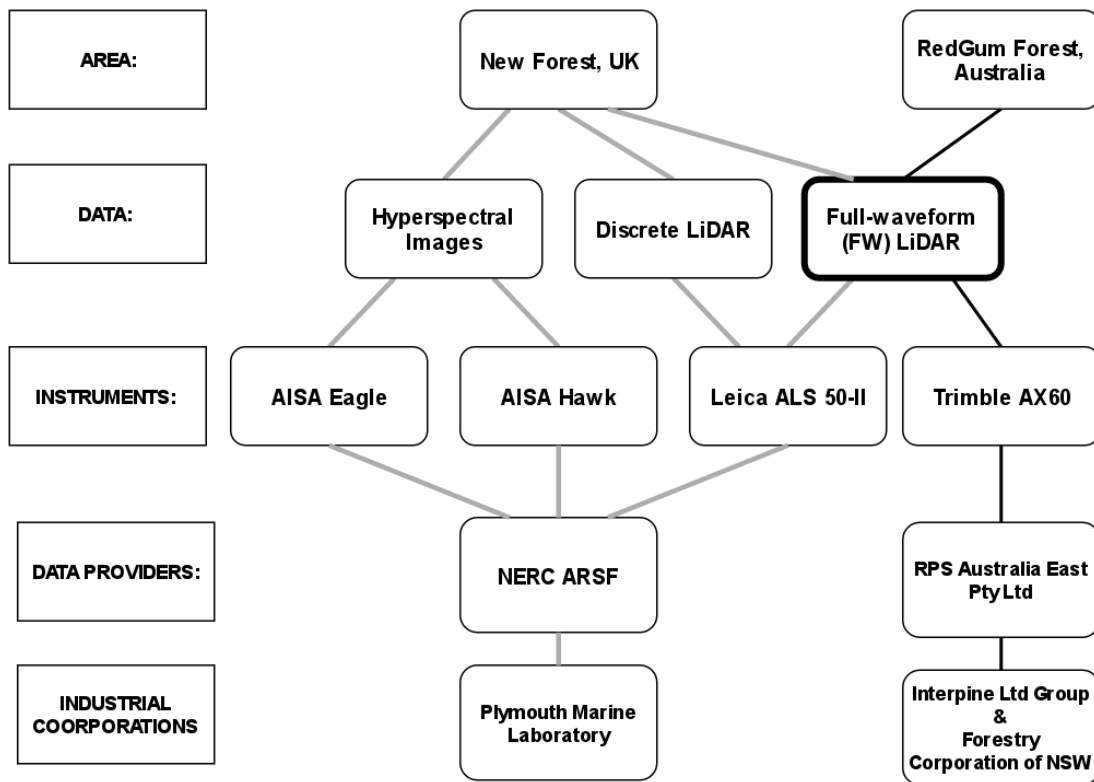 AREA:
New Forest, UK
RedGum Forest,
Australia
DATA:
Hyperspectral
Images
Discrete LiDAR
Full-waveform
(FW) LiDAR
INSTRUMENTS:
AISA Eagle
AISA Hawk
Leica ALS 50-II
Trimble AX60
DATA PROVIDERS:
NERC ARSF
RPS Australia East
Pty Ltd
INDUSTRIAL
COORPORATIONS
Plymouth Marine
Laboratory
Interpine Ltd Group
&
Forestry
Corporation of NSW